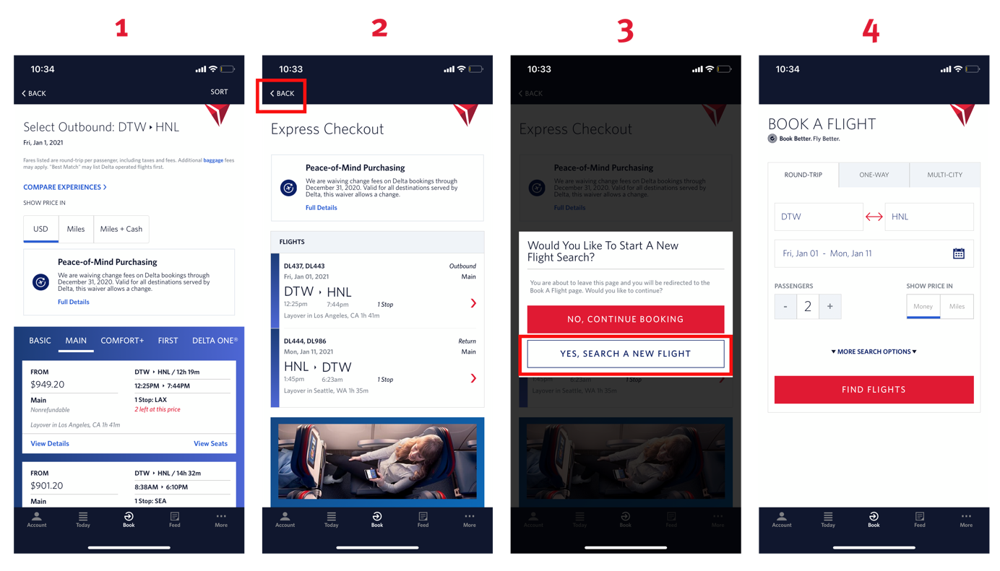 1
10:34
BACK
SORT
Select Outbound: DTW ▸ HNL
Fri, Jan 1, 2021
Fares listed are round-trip per passenger, including taxes and fees. Additional baggage fees
may apply. "Best Match" may list Delta operated flights first.
COMPARE EXPERIENCES
SHOW PRICE IN
USD
Miles
Miles + Cash
Peace-of-Mind Purchasing
We are waiving change fees on Delta bookings through
December 31, 2020. Valid for all destinations served by
Delta, this waiver allows a change.
Full Details
BASIC
MAIN
COMFORT+
FIRST
DELTA ONE®
FROM
$949.20
Main
Nonrefundable
DTW ▸ HNL / 12h 19m
12:25PM ▸ 7:44PM
1 Stop: LAX
2 left at this price
Layover in Los Angeles, CA 1h 41m
View Details
View Seats
FROM
$901.20
Main
DTW ▸ HNL / 14h 32m
8:38AM ▸ 6:10PM
1 Stop: SEA
Account
Today
Book
Feed
More
2
10:33
BACK
Express Checkout
Peace-of-Mind Purchasing
We are waiving change fees on Delta bookings through
December 31, 2020. Valid for all destinations served by
Delta, this waiver allows a change.
Full Details
FLIGHTS
DL437, DL443
Outbound
Fri, Jan 01, 2021
Main
DTW ▸ HNL
12:25pm
7:44pm
1 Stop
Layover in Los Angeles, CA 1h 41m
DL444, DL986
Return
Mon, Jan 11, 2021
Main
HNL ▸ DTW
1:45pm
6:23am
1 Stop
Layover in Seattle, WA 1h 35m
Account
Today
Book
Feed
More
3
10:33
BACK
Express Checkout
Peace-of-Mind Purchasing
We are waiving change fees on Delta bookings through
December 31, 2020. Valid for all destinations served by
Delta, this waiver allows a change.
Full Details
Would You Like To Start A New
Flight Search?
You are about to leave this page and you will be redirected to the
Book A Flight page. Would you like to continue?
NO, CONTINUE BOOKING
YES, SEARCH A NEW FLIGHT
1:45pm
6:23am
1 Stop
Layover in Seattle, WA 1h 35m
Account
Today
Book
Feed
More
4
10:34
BOOK A FLIGHT
Book Better. Fly Better.
ROUND-TRIP
ONE-WAY
MULTI-CITY
DTW
HNL
Fri, Jan 01 - Mon, Jan 11
PASSENGERS
SHOW PRICE IN
- 2 +
Money
Miles
MORE SEARCH OPTIONS
FIND FLIGHTS
Account
Today
Book
Feed
More